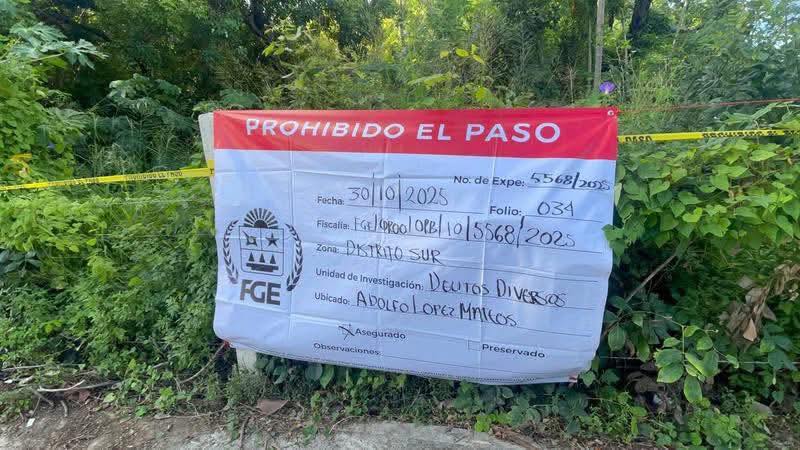 PROHIBIDO EL PASO
No. de Expe: 5568/2025
Fecha: 30/10/2025
Folio: 034
Fiscalía: FGE/QROO/OPB/10/5568/2025
Zona: DISTRITO SUR
Unidad de Investigación: DELITOS DIVERSOS
Ubicado: ADOLFO LOPEZ MATEOS
Asegurado
Preservado
Observaciones:
FGE
PASO